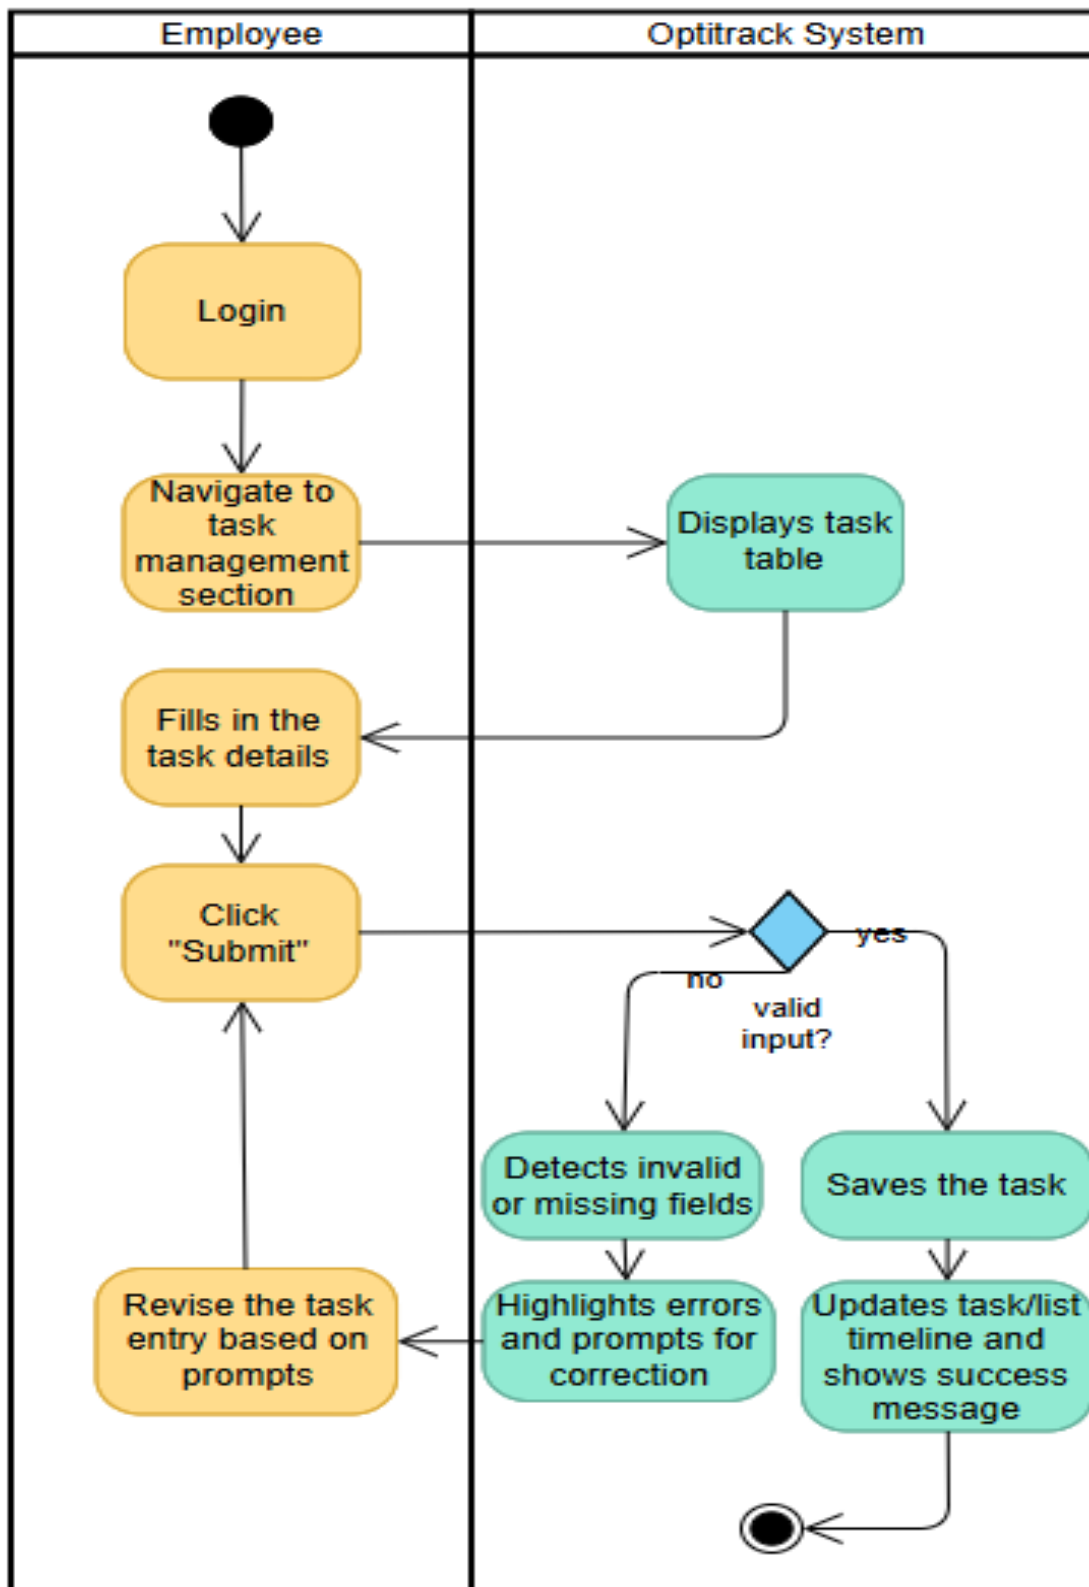 Employee
Optitrack System
Login
Navigate to
task
management
section
Displays task
table
Fills in the
task details
Click
"Submit"
yes
no
valid
input?
Detects invalid
or missing fields
Saves the task
Revise the task
entry based on
prompts
Highlights errors
and prompts for
correction
Updates task/list
timeline and
shows success
message